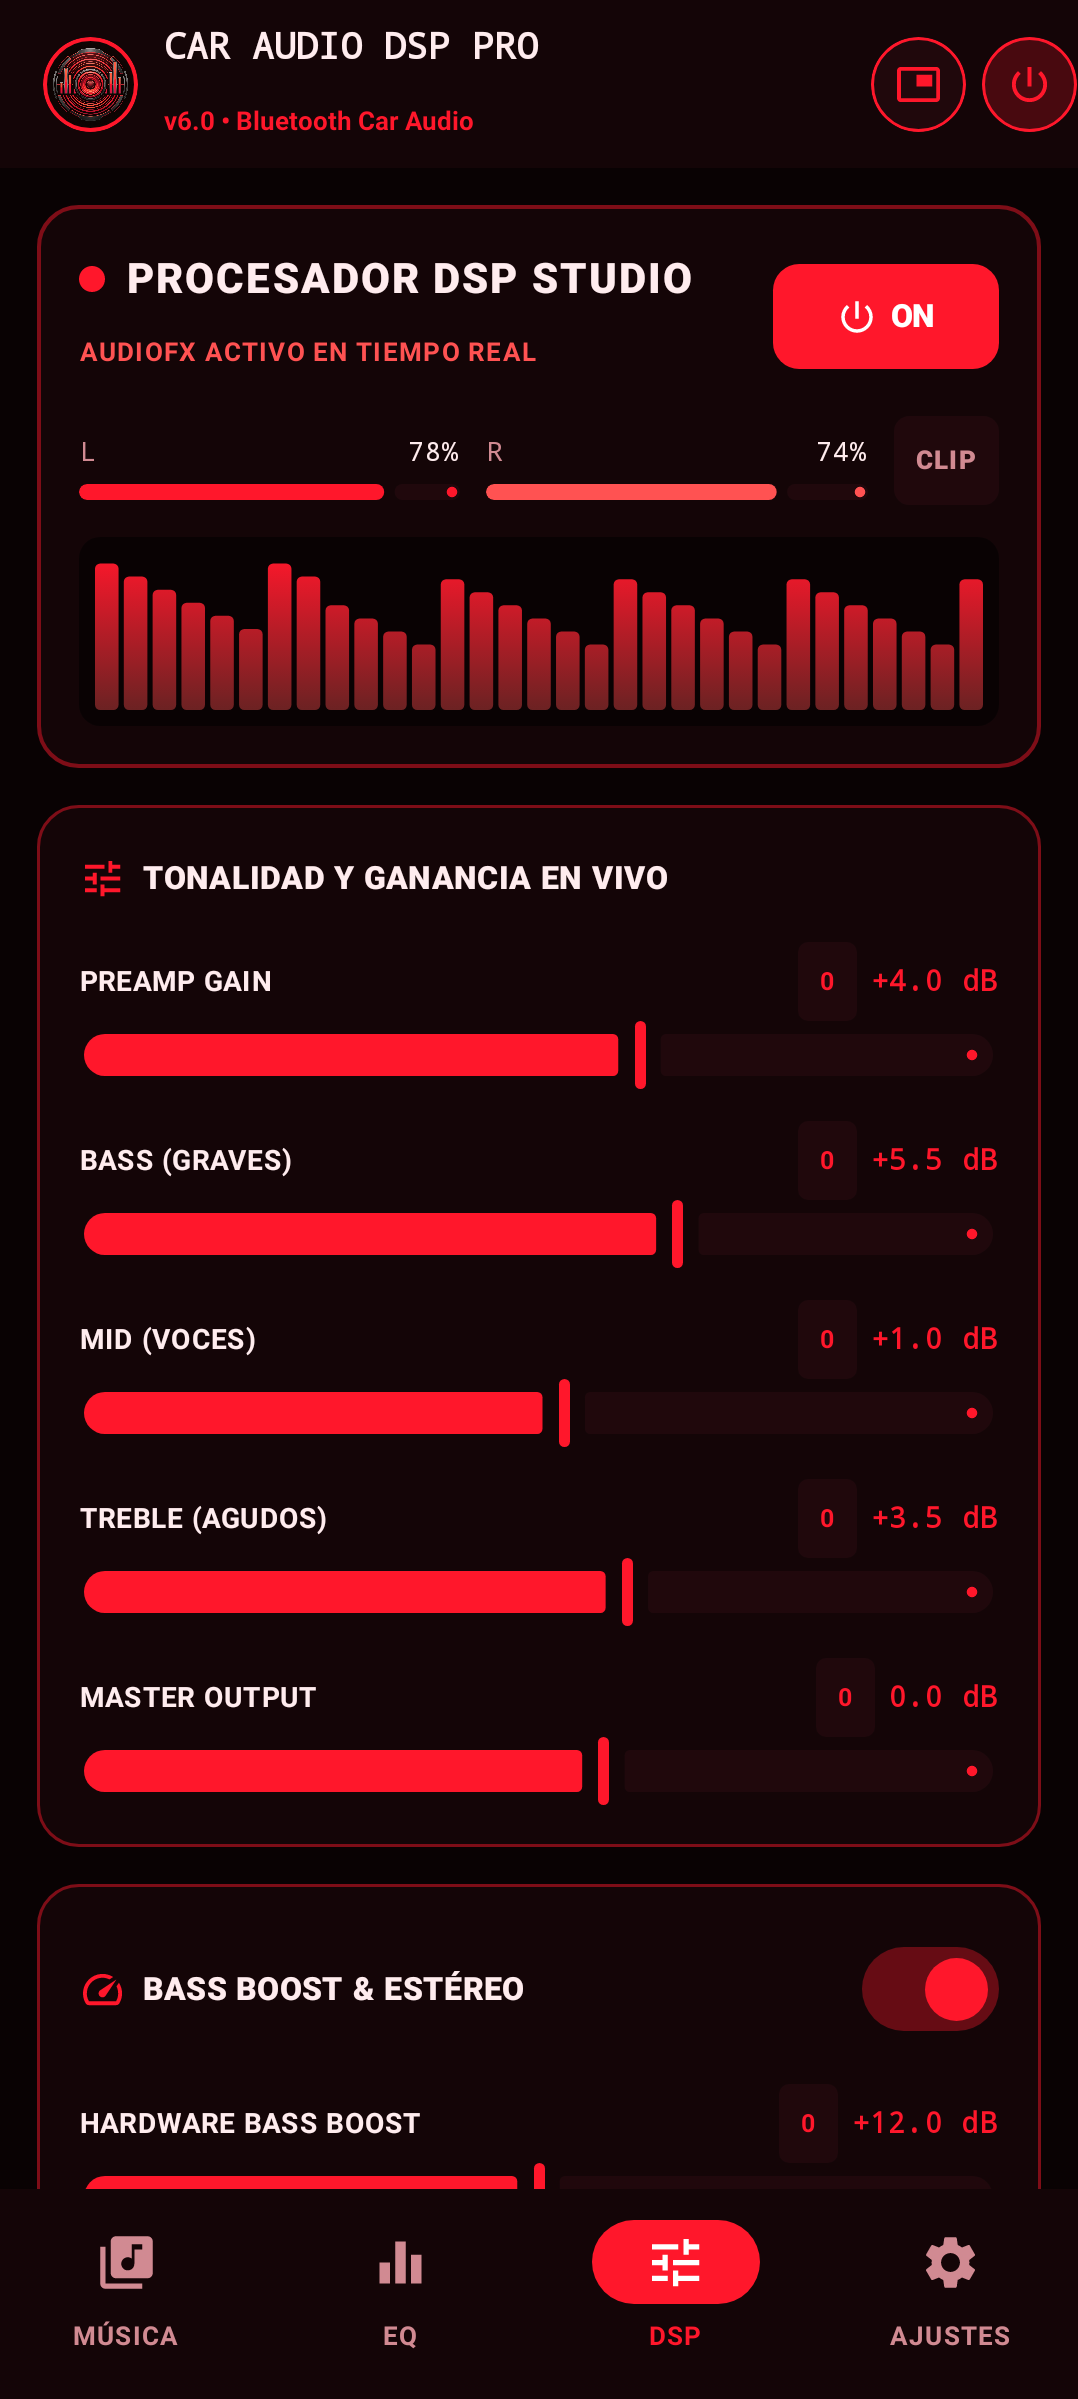 CAR AUDIO DSP PRO
v6.0 • Bluetooth Car Audio
PROCESADOR DSP STUDIO
ON
AUDIOFX ACTIVO EN TIEMPO REAL
L 78% R 74% CLIP
TONALIDAD Y GANANCIA EN VIVO
PREAMP GAIN 0 +4.0 dB
BASS (GRAVES) 0 +5.5 dB
MID (VOCES) 0 +1.0 dB
TREBLE (AGUDOS) 0 +3.5 dB
MASTER OUTPUT 0 0.0 dB
BASS BOOST & ESTÉREO
HARDWARE BASS BOOST 0 +12.0 dB
MÚSICA EQ DSP AJUSTES